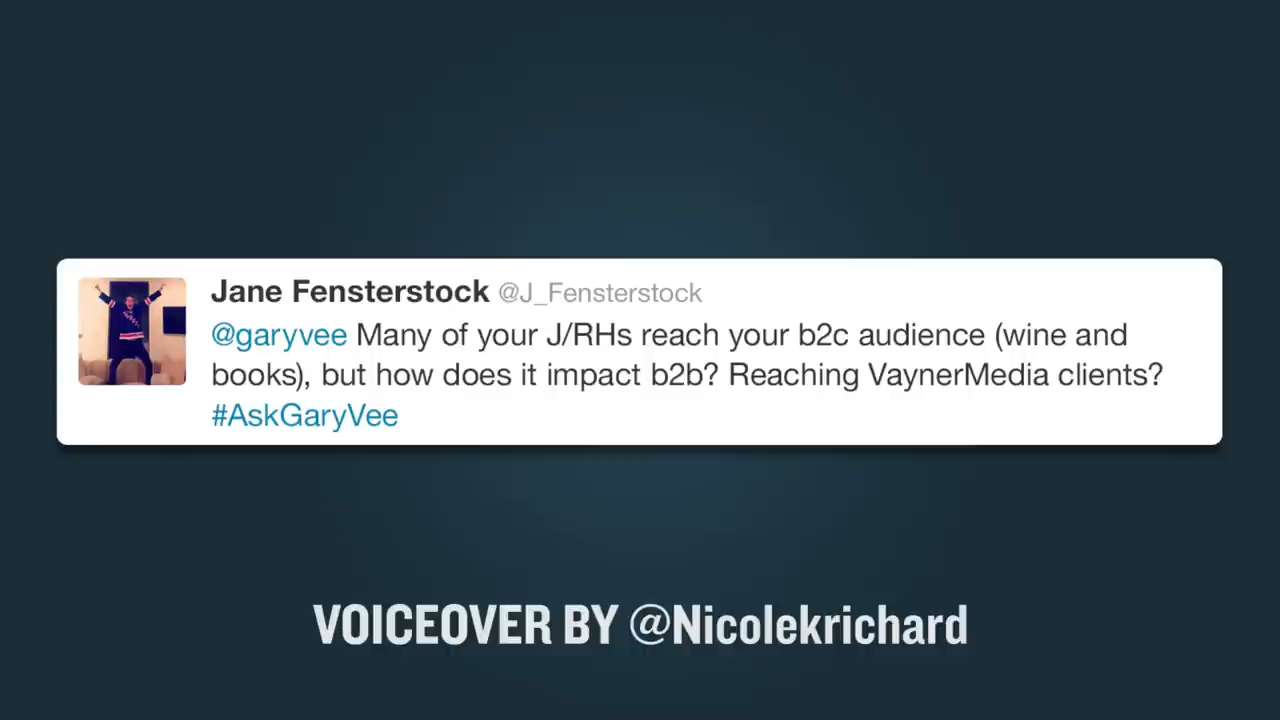 Jane Fensterstock @J_Fensterstock
@garyvee Many of your J/RHs reach your b2c audience (wine and
books), but how does it impact b2b? Reaching VaynerMedia clients?
#AskGaryVee
VOICEOVER BY @Nicolekrichard